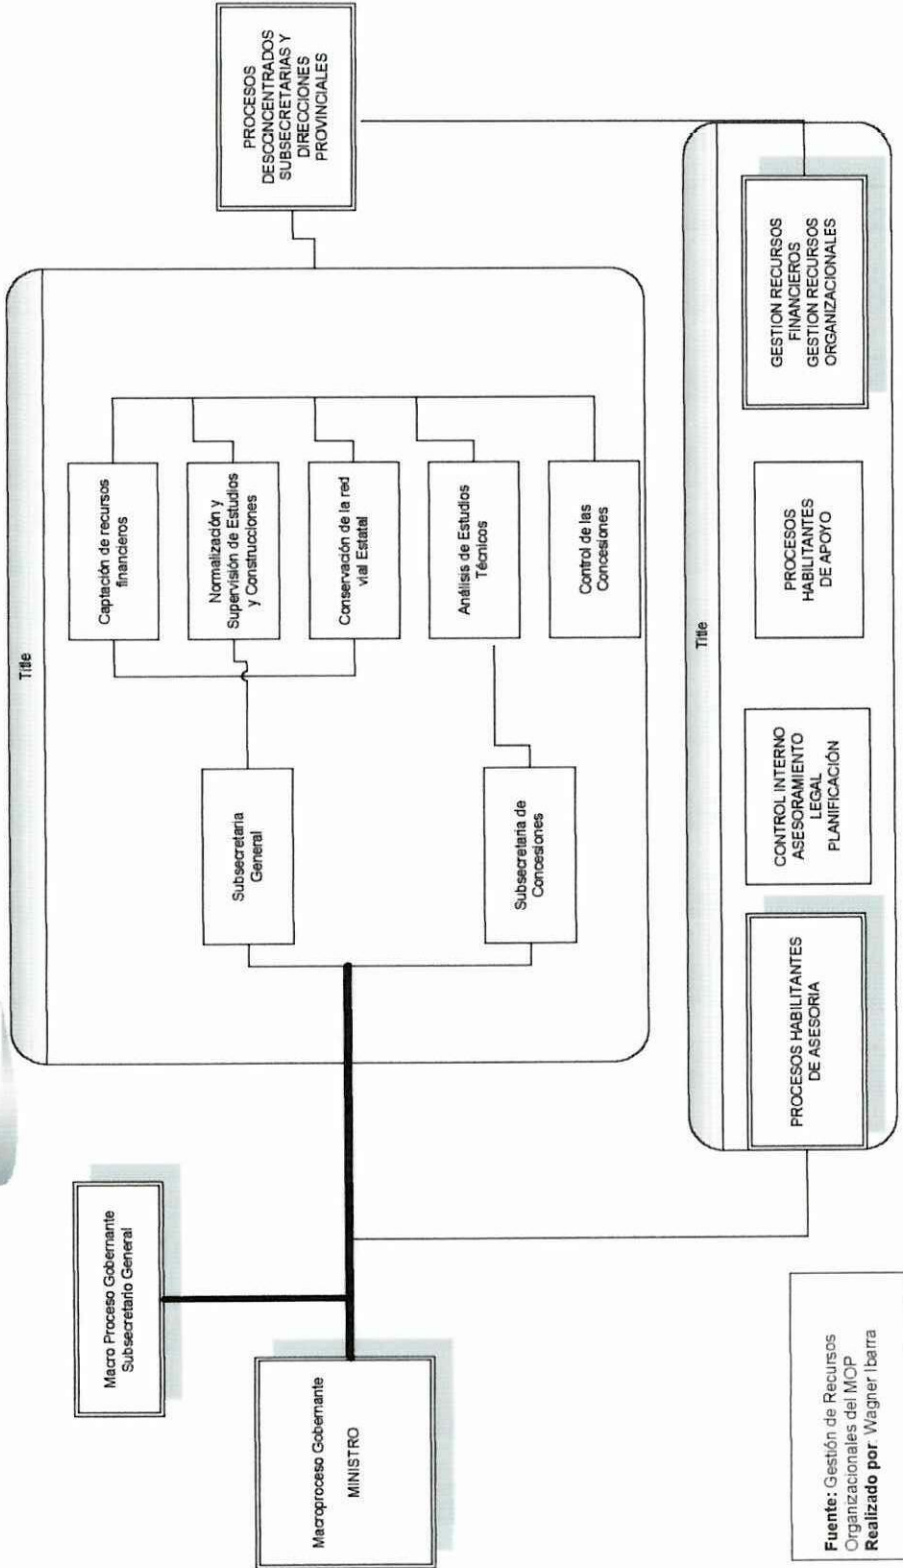 Macro Proceso Gobernante
Subsecretario General
Macroproceso Gobernante
MINISTRO
Title
Subsecretaria
General
Subsecretaria de
Concesiones
Captación de recursos
financieros
Normalización y
Supervisión de Estudios
y Construcciones
Conservación de la red
vial Estatal
Análisis de Estudios
Técnicos
Control de las
Concesiones
PROCESOS
DESCONCENTRADOS
SUBSECRETARIAS Y
DIRECCIONES
PROVINCIALES
Title
PROCESOS HABILITANTES
DE ASESORIA
CONTROL INTERNO
ASESORAMIENTO
LEGAL
PLANIFICACIÓN
PROCESOS
HABILITANTES
DE APOYO
GESTION RECURSOS
FINANCIEROS
GESTION RECURSOS
ORGANIZACIONALES
Fuente: Gestión de Recursos
Organizacionales del MOP
Realizado por: Wagner Ibarra